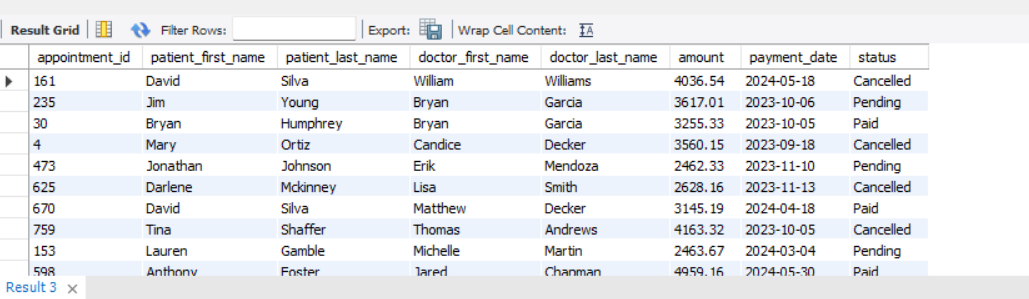 Result Grid Filter Rows: Export: Wrap Cell Content:
appointment_id patient_first_name patient_last_name doctor_first_name doctor_last_name amount payment_date status
161 David Silva William Williams 4036.54 2024-05-18 Cancelled
235 Jim Young Bryan Garcia 3617.01 2023-10-06 Pending
30 Bryan Humphrey Bryan Garcia 3255.33 2023-10-05 Paid
4 Mary Ortiz Candice Decker 3560.15 2023-09-18 Cancelled
473 Jonathan Johnson Erik Mendoza 2462.33 2023-11-10 Pending
625 Darlene Mckinney Lisa Smith 2628.16 2023-11-13 Cancelled
670 David Silva Matthew Decker 3145.19 2024-04-18 Paid
759 Tina Shaffer Thomas Andrews 4163.32 2023-10-05 Cancelled
153 Lauren Gamble Michelle Martin 2463.67 2024-03-04 Pending
598 Anthony Foster Jared Chapman 4959.16 2024-05-30 Paid
Result 3